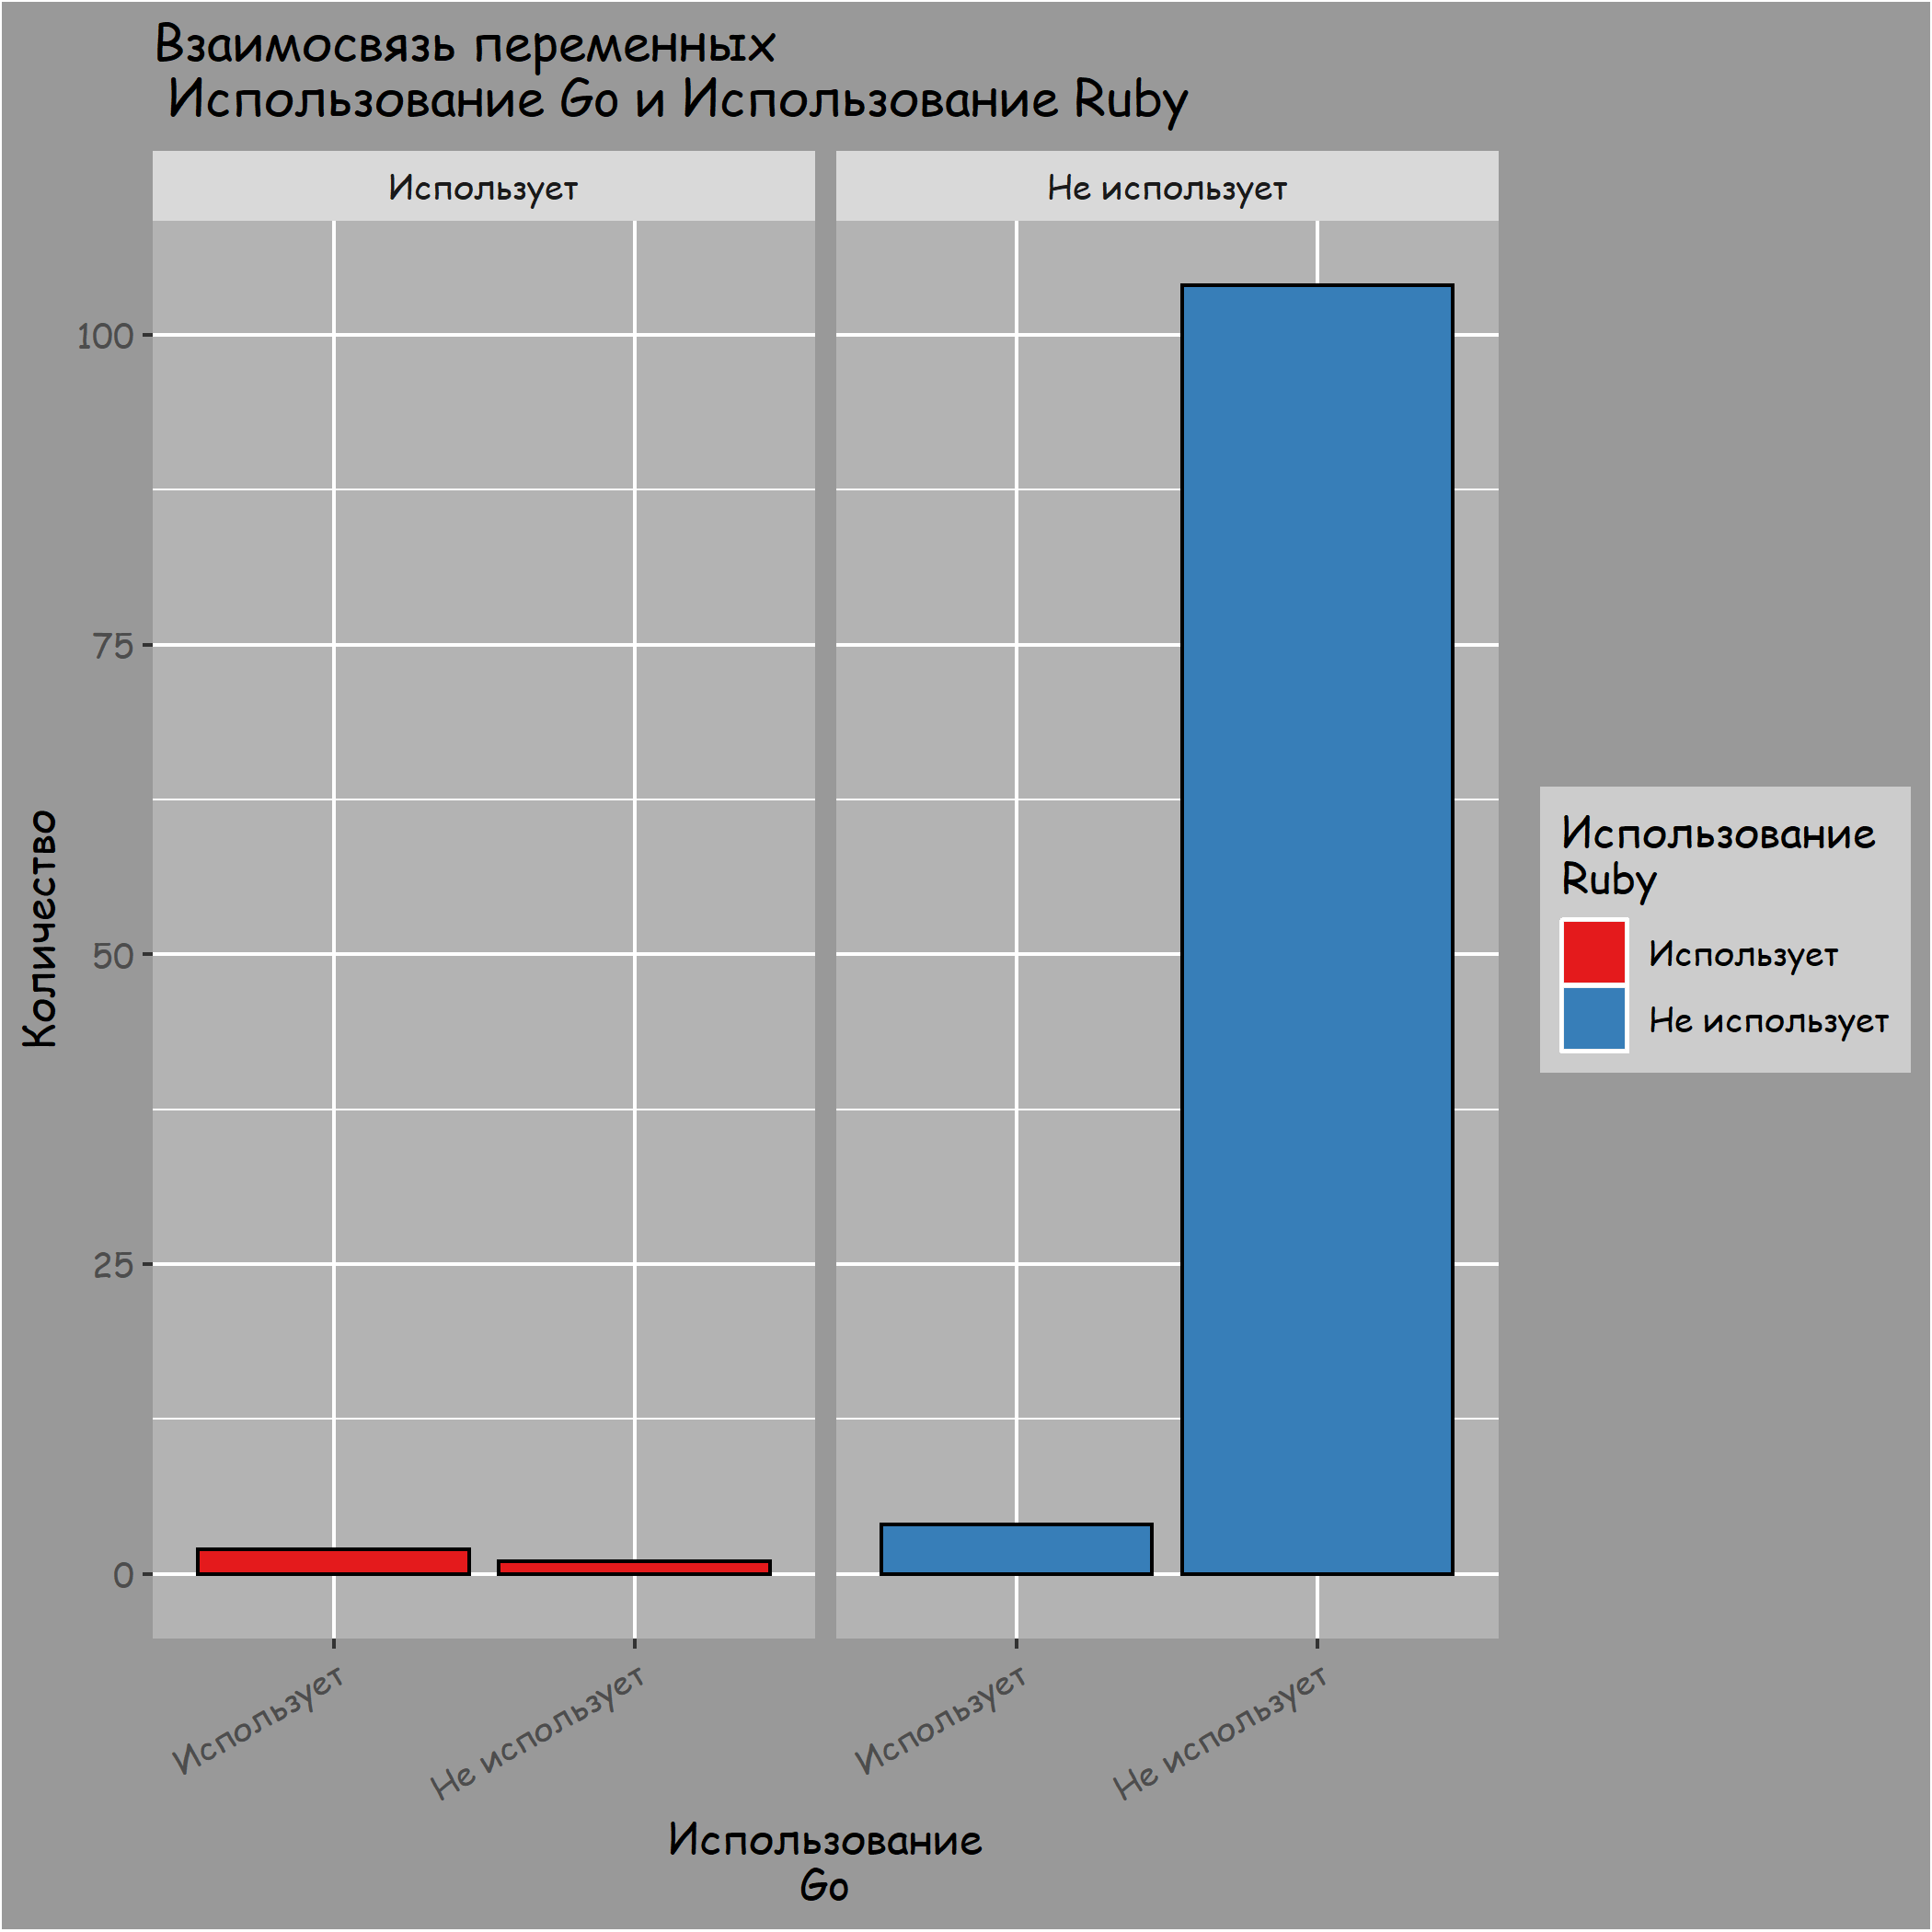 Взаимосвязь переменных
Использование Go и Использование Ruby
Использует
Не использует
100
75
50
25
0
Количество
Использует
Не использует
Использует
Не использует
Использование
Go
Использование
Ruby
Использует
Не использует